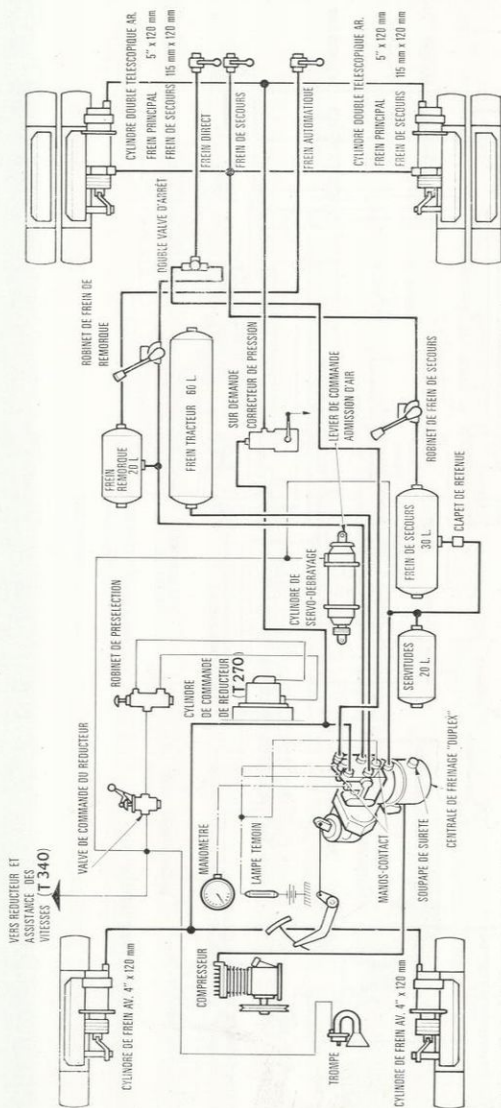 VERS REDUCTEUR ET
ASSISTANCE DES
VITESSES (T 340)
VALVE DE COMMANDE DU REDUCTEUR
ROBINET DE PRESELECTION
CYLINDRE
DE COMMANDE
DE REDUCTEUR
(T 270)
CYLINDRE DE FREIN AV. 4" x 120 mm
COMPRESSEUR
TROMPE
CYLINDRE DE FREIN AV. 4" x 120 mm
MANOMETRE
LAMPE TEMOIN
MANOS-CONTACT
SOUPAPE DE SURETE
CENTRALE DE FREINAGE "DUPLEX"
CYLINDRE DE
SERVO-DEBRAYAGE
LEVIER DE COMMANDE
ADMISSION D'AIR
SERVITUDES
20 L.
FREIN DE SECOURS
30 L.
CLAPET DE RETENUE
ROBINET DE FREIN DE SECOURS
FREIN
REMORQUE
20 L
FREIN TRACTEUR 60 L.
SUR DEMANDE
CORRECTEUR DE PRESSION
ROBINET DE FREIN DE
REMORQUE
DOUBLE VALVE D'ARRÊT
CYLINDRE DOUBLE TELESCOPIQUE AR.
FREIN PRINCIPAL 5" x 120 mm
FREIN DE SECOURS 115 mm x 120 mm
FREIN DIRECT
FREIN DE SECOURS
FREIN AUTOMATIQUE
CYLINDRE DOUBLE TELESCOPIQUE AR.
FREIN PRINCIPAL 5" x 120 mm
FREIN DE SECOURS 115 mm x 120 mm